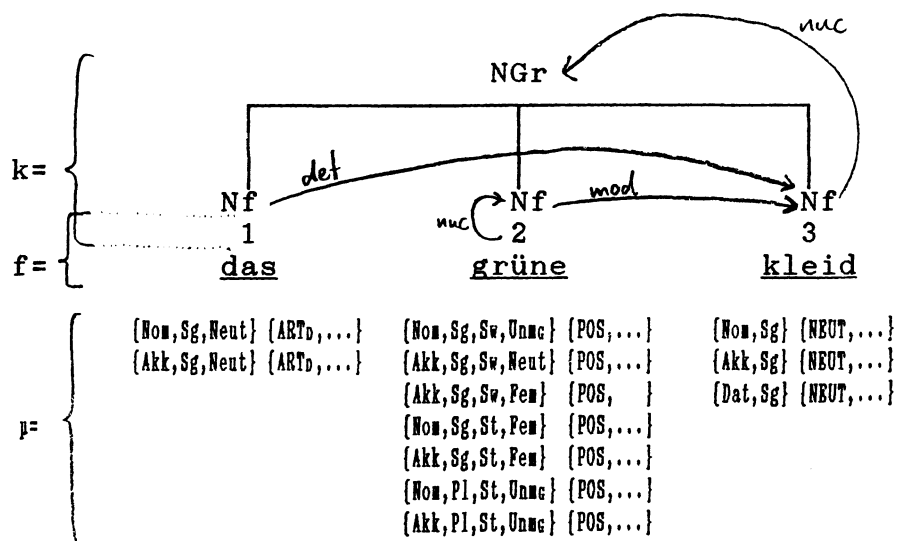 nuc
NGr
k=
det mod
Nf nuc Nf Nf
1 2 3
f=
das grüne kleid
{Nom,Sg,Neut} {ARTD,...} {Nom,Sg,Sw,UnmG} {POS,...} {Nom,Sg} {NEUT,...}
{Akk,Sg,Neut} {ARTD,...} {Akk,Sg,Sw,Neut} {POS,...} {Akk,Sg} {NEUT,...}
{Akk,Sg,Sw,Fem} {POS, } {Dat,Sg} {NEUT,...}
µ=
{Nom,Sg,St,Fem} {POS,...}
{Akk,Sg,St,Fem} {POS,...}
{Nom,Pl,St,UnmG} {POS,...}
{Akk,Pl,St,UnmG} {POS,...}